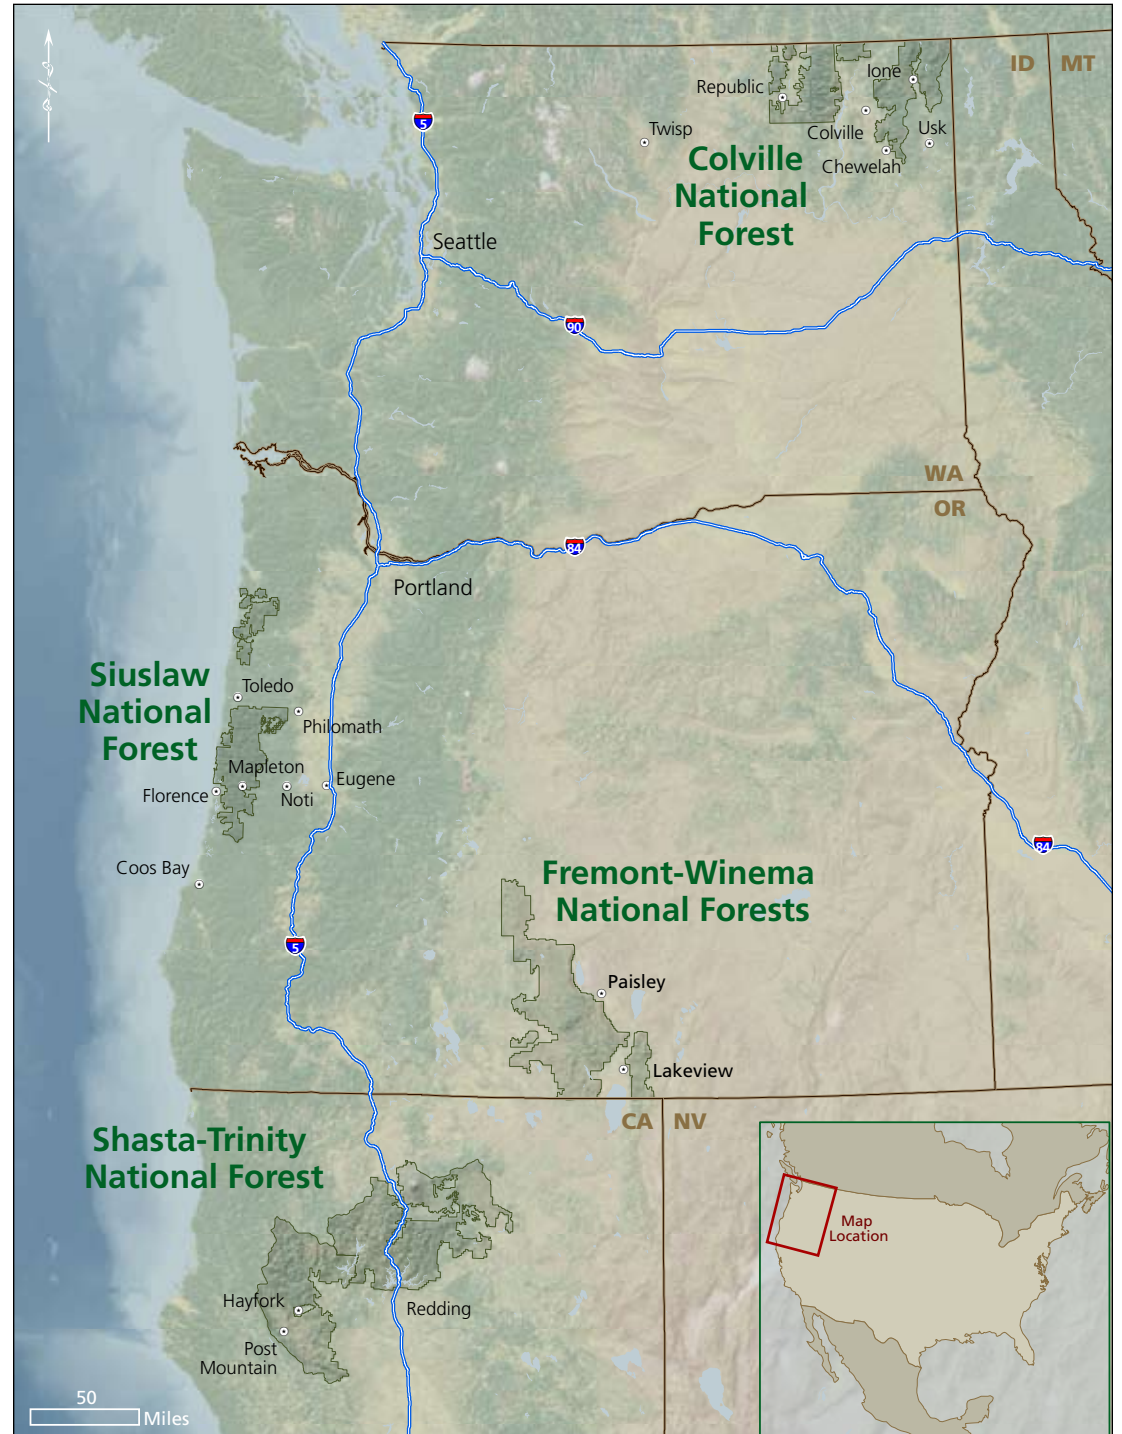 ID
MT
Ione
Republic
5
Twisp
Colville
Usk
Chewelah
Colville
National
Forest
Seattle
90
WA
OR
84
Portland
Siuslaw
National
Forest
Toledo
Philomath
Mapleton
Eugene
Florence
Noti
84
Coos Bay
Fremont-Winema
National Forests
5
Paisley
Lakeview
CA
NV
Shasta-Trinity
National Forest
Map
Location
Hayfork
Redding
Post
Mountain
50
Miles